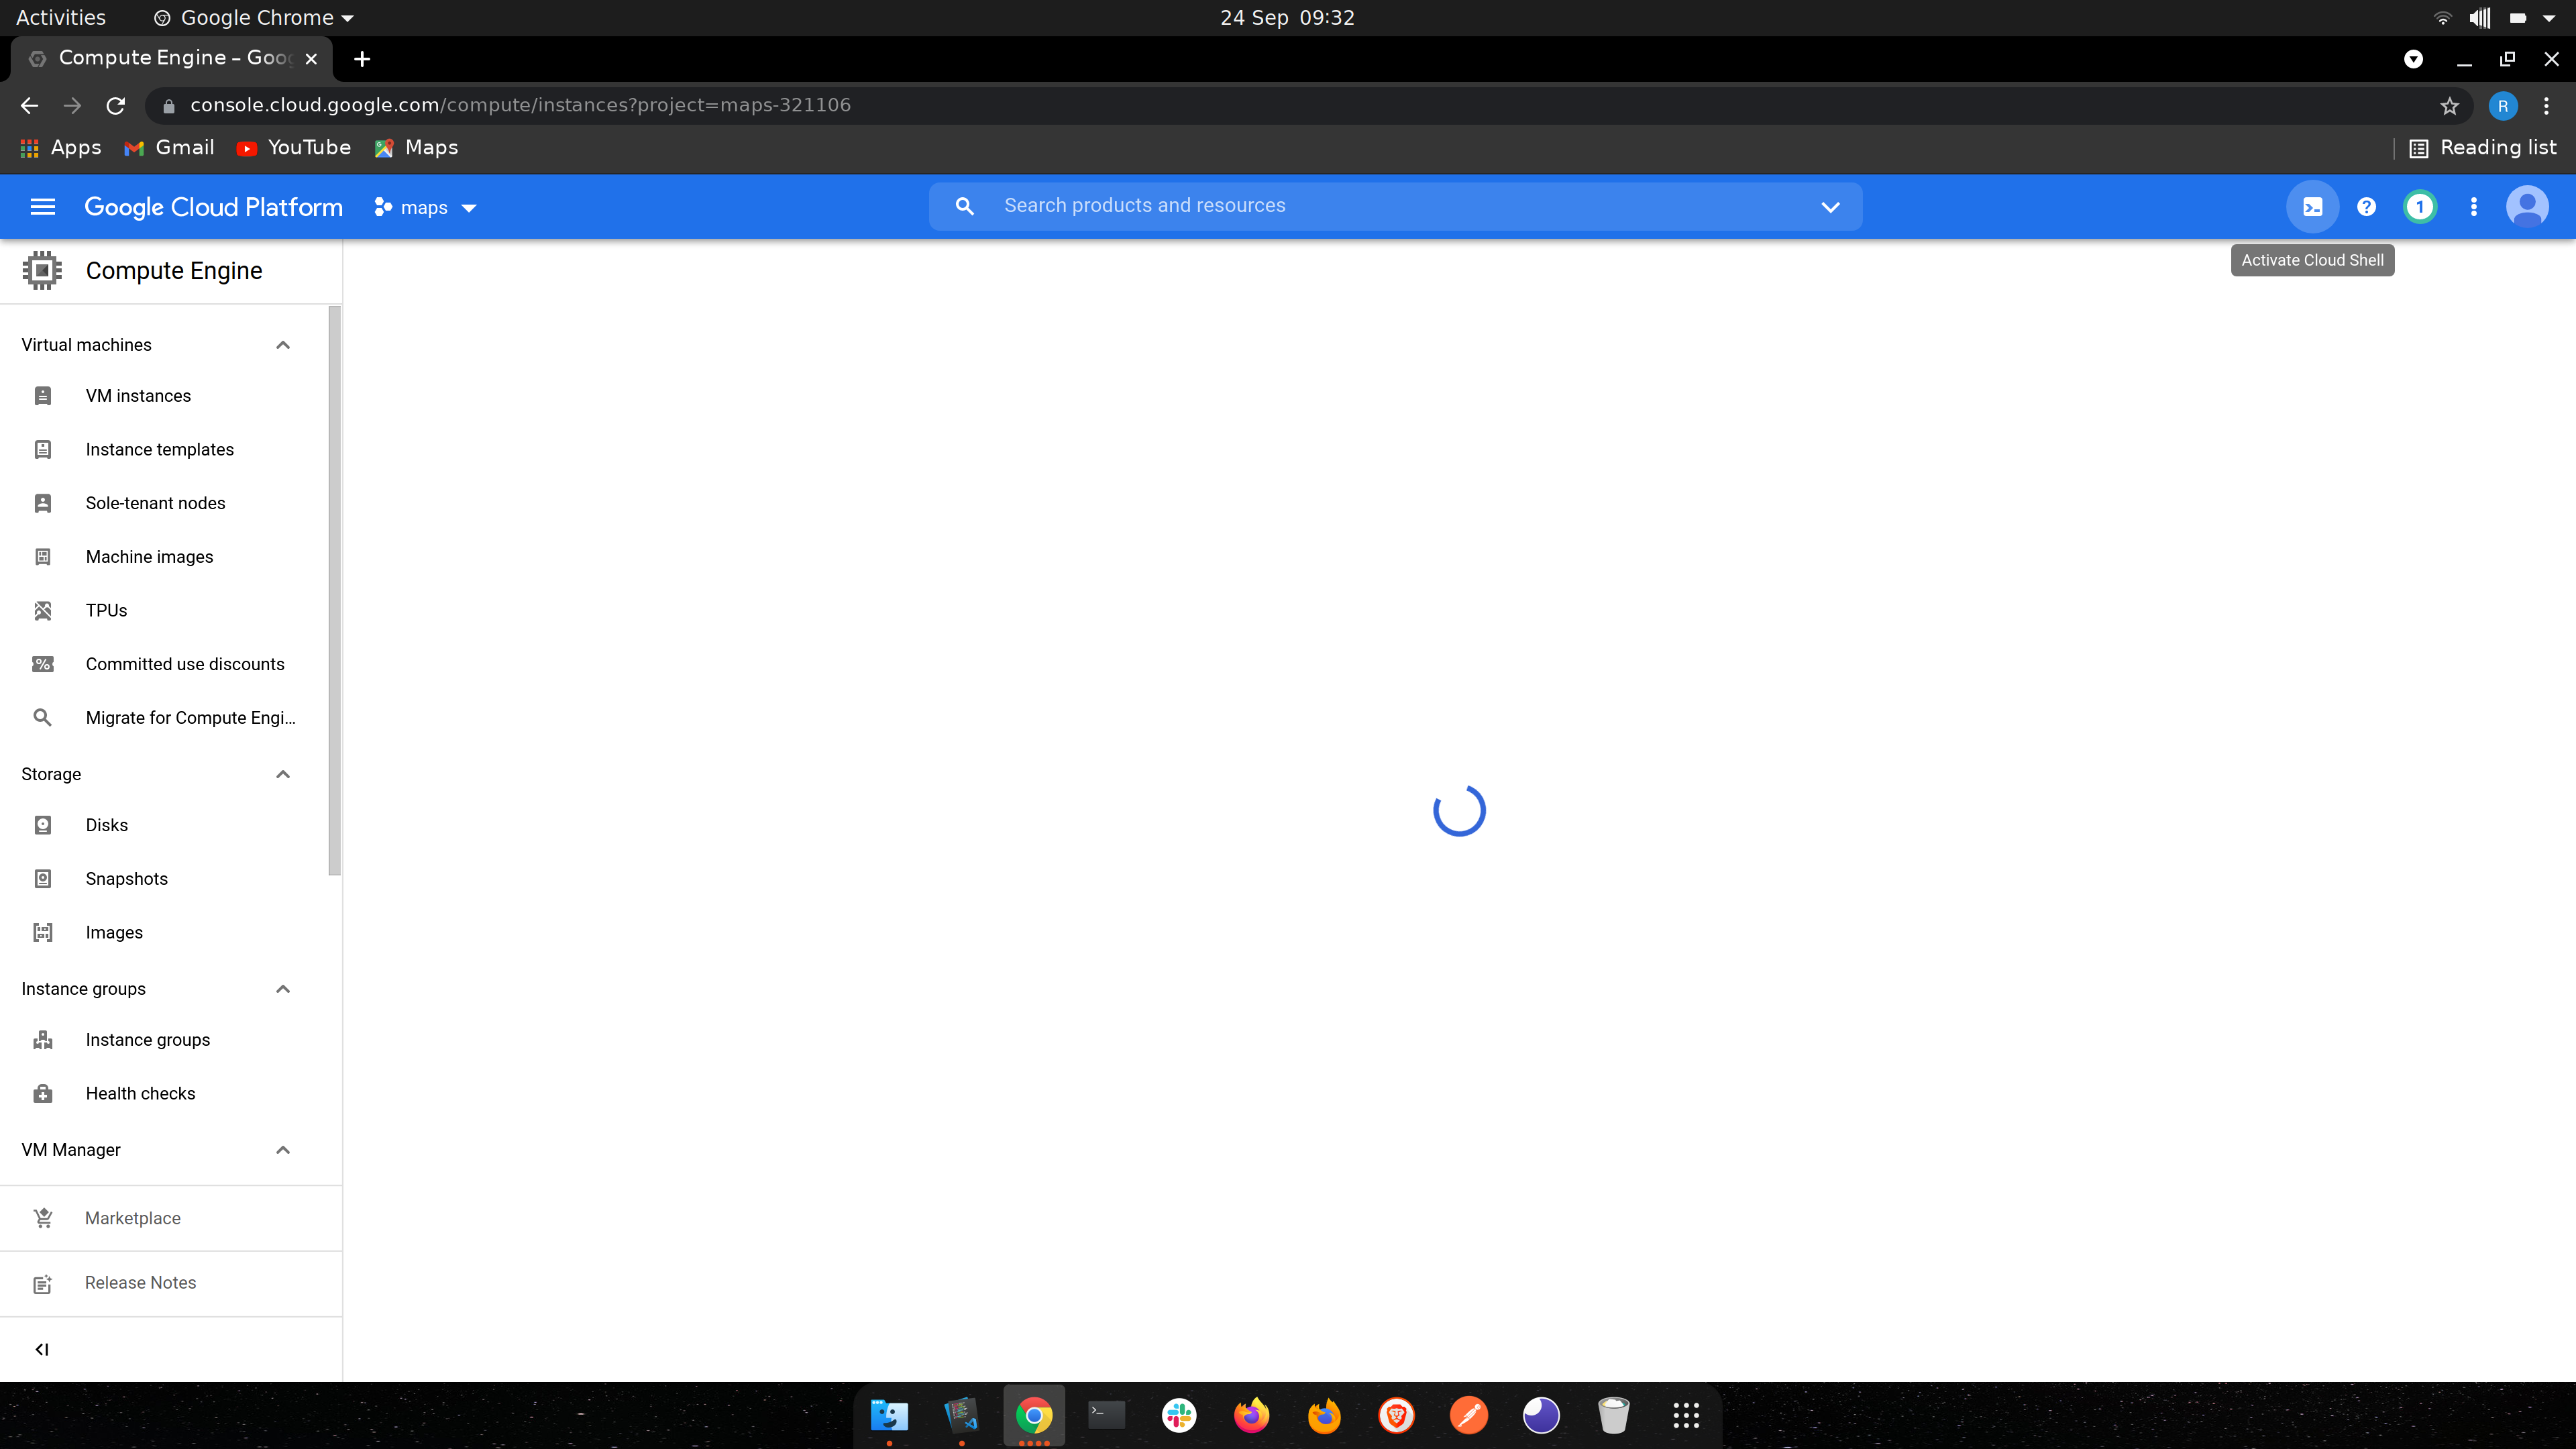 Activities Google Chrome 24 Sep 09:32
Compute Engine – Goo
console.cloud.google.com/compute/instances?project=maps-321106 R
Apps Gmail YouTube Maps Reading list
Google Cloud Platform maps Search products and resources ? 1
Activate Cloud Shell
Compute Engine
Virtual machines
VM instances
Instance templates
Sole-tenant nodes
Machine images
TPUs
Committed use discounts
Migrate for Compute Engi...
Storage
Disks
Snapshots
Images
Instance groups
Instance groups
Health checks
VM Manager
Marketplace
Release Notes